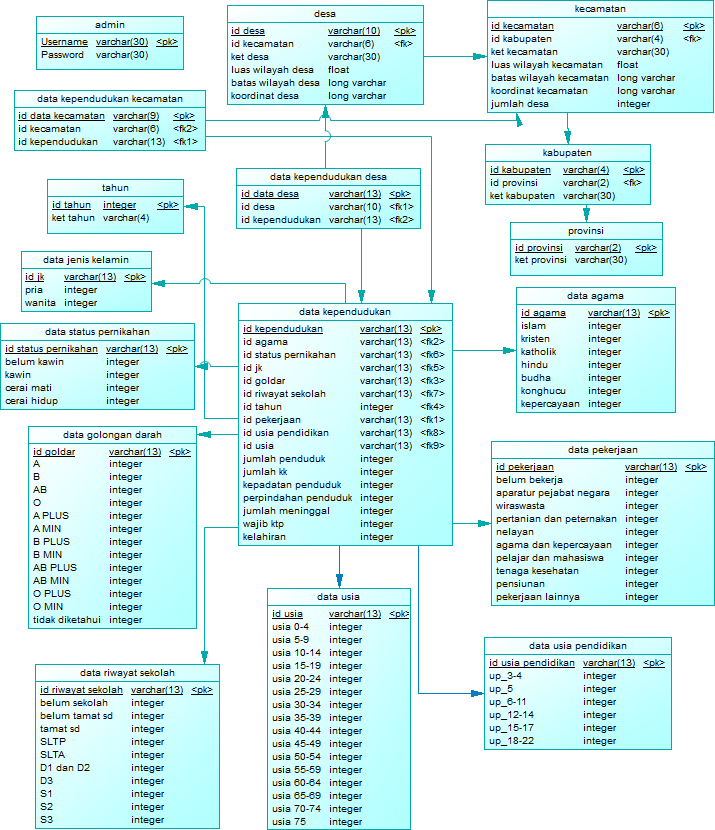 admin
Username varchar(30) <pk>
Password varchar(30)
desa
id desa varchar(10) <pk>
id kecamatan varchar(6) <fk>
ket desa varchar(30)
luas wilayah desa float
batas wilayah desa long varchar
koordinat desa long varchar
kecamatan
id kecamatan varchar(6) <pk>
id kabupaten varchar(4) <fk>
ket kecamatan varchar(30)
luas wilayah kecamatan float
batas wilayah kecamatan long varchar
koordinat kecamatan long varchar
jumlah desa integer
data kependudukan kecamatan
id data kecamatan varchar(9) <pk>
id kecamatan varchar(6) <fk2>
id kependudukan varchar(13) <fk1>
kabupaten
id kabupaten varchar(4) <pk>
id provinsi varchar(2) <fk>
ket kabupaten varchar(30)
tahun
id tahun integer <pk>
ket tahun varchar(4)
data kependudukan desa
id data desa varchar(13) <pk>
id desa varchar(10) <fk1>
id kependudukan varchar(13) <fk2>
provinsi
id provinsi varchar(2) <pk>
ket provinsi varchar(30)
data jenis kelamin
id jk varchar(13) <pk>
pria integer
wanita integer
data kependudukan
id kependudukan varchar(13) <pk>
id agama varchar(13) <fk2>
id status pernikahan varchar(13) <fk6>
id jk varchar(13) <fk5>
id goldar varchar(13) <fk3>
id riwayat sekolah varchar(13) <fk7>
id tahun integer <fk4>
id pekerjaan varchar(13) <fk1>
id usia pendidikan varchar(13) <fk8>
id usia varchar(13) <fk9>
jumlah penduduk integer
jumlah kk integer
kepadatan penduduk integer
perpindahan penduduk integer
jumlah meninggal integer
wajib ktp integer
kelahiran integer
data agama
id agama varchar(13) <pk>
islam integer
kristen integer
katholik integer
hindu integer
budha integer
konghucu integer
kepercayaan integer
data status pernikahan
id status pernikahan varchar(13) <pk>
belum kawin integer
kawin integer
cerai mati integer
cerai hidup integer
data golongan darah
id goldar varchar(13) <pk>
A integer
B integer
AB integer
O integer
A PLUS integer
A MIN integer
B PLUS integer
B MIN integer
AB PLUS integer
AB MIN integer
O PLUS integer
O MIN integer
tidak diketahui integer
data pekerjaan
id pekerjaan varchar(13) <pk>
belum bekerja integer
aparatur pejabat negara integer
wiraswasta integer
pertanian dan peternakan integer
nelayan integer
agama dan kepercayaan integer
pelajar dan mahasiswa integer
tenaga kesehatan integer
pensiunan integer
pekerjaan lainnya integer
data usia
id usia varchar(13) <pk>
usia 0-4 integer
usia 5-9 integer
usia 10-14 integer
usia 15-19 integer
usia 20-24 integer
usia 25-29 integer
usia 30-34 integer
usia 35-39 integer
usia 40-44 integer
usia 45-49 integer
usia 50-54 integer
usia 55-59 integer
usia 60-64 integer
usia 65-69 integer
usia 70-74 integer
usia 75 integer
data usia pendidikan
id usia pendidikan varchar(13) <pk>
up_3-4 integer
up_5 integer
up_6-11 integer
up_12-14 integer
up_15-17 integer
up_18-22 integer
data riwayat sekolah
id riwayat sekolah varchar(13) <pk>
belum sekolah integer
belum tamat sd integer
tamat sd integer
SLTP integer
SLTA integer
D1 dan D2 integer
D3 integer
S1 integer
S2 integer
S3 integer